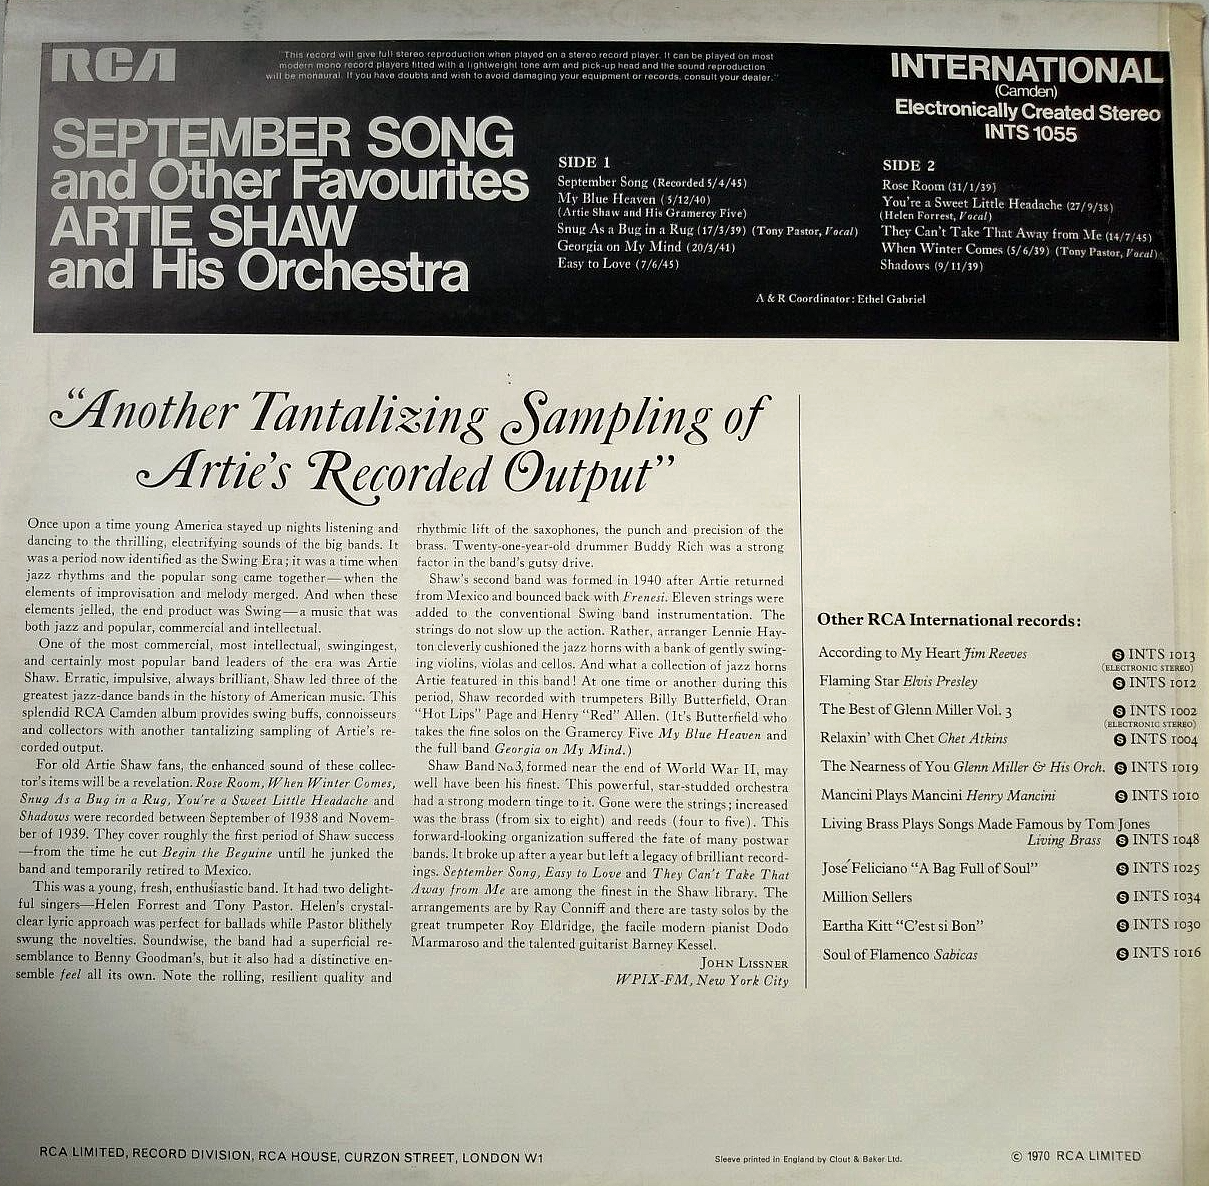 RCA
"This record will give full stereo reproduction when played on a stereo record player. It can be played on most
modern mono record players fitted with a lightweight tone arm and pick-up head and the sound reproduction
will be monaural. If you have doubts and wish to avoid damaging your equipment or records, consult your dealer."
INTERNATIONAL
(Camden)
Electronically Created Stereo
INTS 1055
SEPTEMBER SONG
and Other Favourites
ARTIE SHAW
and His Orchestra
SIDE 1
September Song (Recorded 5/4/45)
My Blue Heaven (5/12/40)
(Artie Shaw and His Gramercy Five)
Snug As a Bug in a Rug (17/3/39) (Tony Pastor, Vocal)
Georgia on My Mind (20/3/41)
Easy to Love (7/6/45)
SIDE 2
Rose Room (31/1/39)
You're a Sweet Little Headache (27/9/38)
(Helen Forrest, Vocal)
They Can't Take That Away from Me (14/7/45)
When Winter Comes (5/6/39) (Tony Pastor, Vocal)
Shadows (9/11/39)
A & R Coordinator: Ethel Gabriel
"Another Tantalizing Sampling of
Artie's Recorded Output"
Once upon a time young America stayed up nights listening and
dancing to the thrilling, electrifying sounds of the big bands. It
was a period now identified as the Swing Era; it was a time when
jazz rhythms and the popular song came together—when the
elements of improvisation and melody merged. And when these
elements jelled, the end product was Swing—a music that was
both jazz and popular, commercial and intellectual.
One of the most commercial, most intellectual, swingingest,
and certainly most popular band leaders of the era was Artie
Shaw. Erratic, impulsive, always brilliant, Shaw led three of the
greatest jazz-dance bands in the history of American music. This
splendid RCA Camden album provides swing buffs, connoisseurs
and collectors with another tantalizing sampling of Artie's re-
corded output.
For old Artie Shaw fans, the enhanced sound of these collec-
tor's items will be a revelation. Rose Room, When Winter Comes,
Snug As a Bug in a Rug, You're a Sweet Little Headache and
Shadows were recorded between September of 1938 and Novem-
ber of 1939. They cover roughly the first period of Shaw success
—from the time he cut Begin the Beguine until he junked the
band and temporarily retired to Mexico.
This was a young, fresh, enthusiastic band. It had two delight-
ful singers—Helen Forrest and Tony Pastor. Helen's crystal-
clear lyric approach was perfect for ballads while Pastor blithely
swung the novelties. Soundwise, the band had a superficial re-
semblance to Benny Goodman's, but it also had a distinctive en-
semble feel all its own. Note the rolling, resilient quality and
rhythmic lift of the saxophones, the punch and precision of the
brass. Twenty-one-year-old drummer Buddy Rich was a strong
factor in the band's gutsy drive.
Shaw's second band was formed in 1940 after Artie returned
from Mexico and bounced back with Frenesi. Eleven strings were
added to the conventional Swing band instrumentation. The
strings do not slow up the action. Rather, arranger Lennie Hay-
ton cleverly cushioned the jazz horns with a bank of gently swing-
ing violins, violas and cellos. And what a collection of jazz horns
Artie featured in this band! At one time or another during this
period, Shaw recorded with trumpeters Billy Butterfield, Oran
"Hot Lips" Page and Henry "Red" Allen. (It's Butterfield who
takes the fine solos on the Gramercy Five My Blue Heaven and
the full band Georgia on My Mind.)
Shaw Band No.3, formed near the end of World War II, may
well have been his finest. This powerful, star-studded orchestra
had a strong modern tinge to it. Gone were the strings; increased
was the brass (from six to eight) and reeds (four to five). This
forward-looking organization suffered the fate of many postwar
bands. It broke up after a year but left a legacy of brilliant record-
ings. September Song, Easy to Love and They Can't Take That
Away from Me are among the finest in the Shaw library. The
arrangements are by Ray Conniff and there are tasty solos by the
great trumpeter Roy Eldridge, the facile modern pianist Dodo
Marmaroso and the talented guitarist Barney Kessel.
JOHN LISSNER
WPIX-FM, New York City
Other RCA International records:
According to My Heart Jim Reeves S INTS 1013
(ELECTRONIC STEREO)
Flaming Star Elvis Presley S INTS 1012
The Best of Glenn Miller Vol. 3 S INTS 1002
(ELECTRONIC STEREO)
Relaxin' with Chet Chet Atkins S INTS 1004
The Nearness of You Glenn Miller & His Orch. S INTS 1019
Mancini Plays Mancini Henry Mancini S INTS 1010
Living Brass Plays Songs Made Famous by Tom Jones
Living Brass S INTS 1048
José Feliciano "A Bag Full of Soul" S INTS 1025
Million Sellers S INTS 1034
Eartha Kitt "C'est si Bon" S INTS 1030
Soul of Flamenco Sabicas S INTS 1016
RCA LIMITED, RECORD DIVISION, RCA HOUSE, CURZON STREET, LONDON W1
Sleeve printed in England by Clout & Baker Ltd.
© 1970 RCA LIMITED